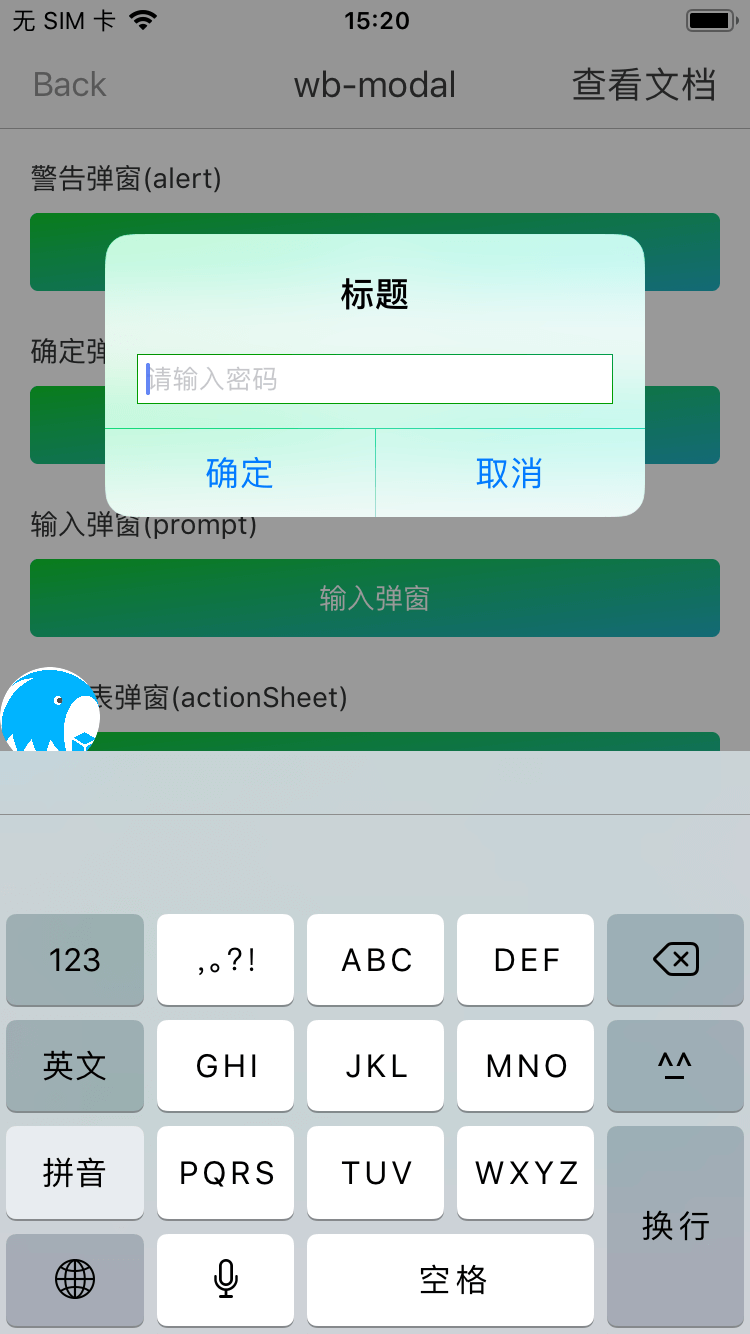 无 SIM 卡 15:20
Back wb-modal 查看文档
警告弹窗(alert)
标题
确定弹
请输入密码
确定 取消
输入弹窗(prompt)
输入弹窗
表弹窗(actionSheet)
123 ,。?! ABC DEF
英文 GHI JKL MNO ^^
拼音 PQRS TUV WXYZ
换行
空格